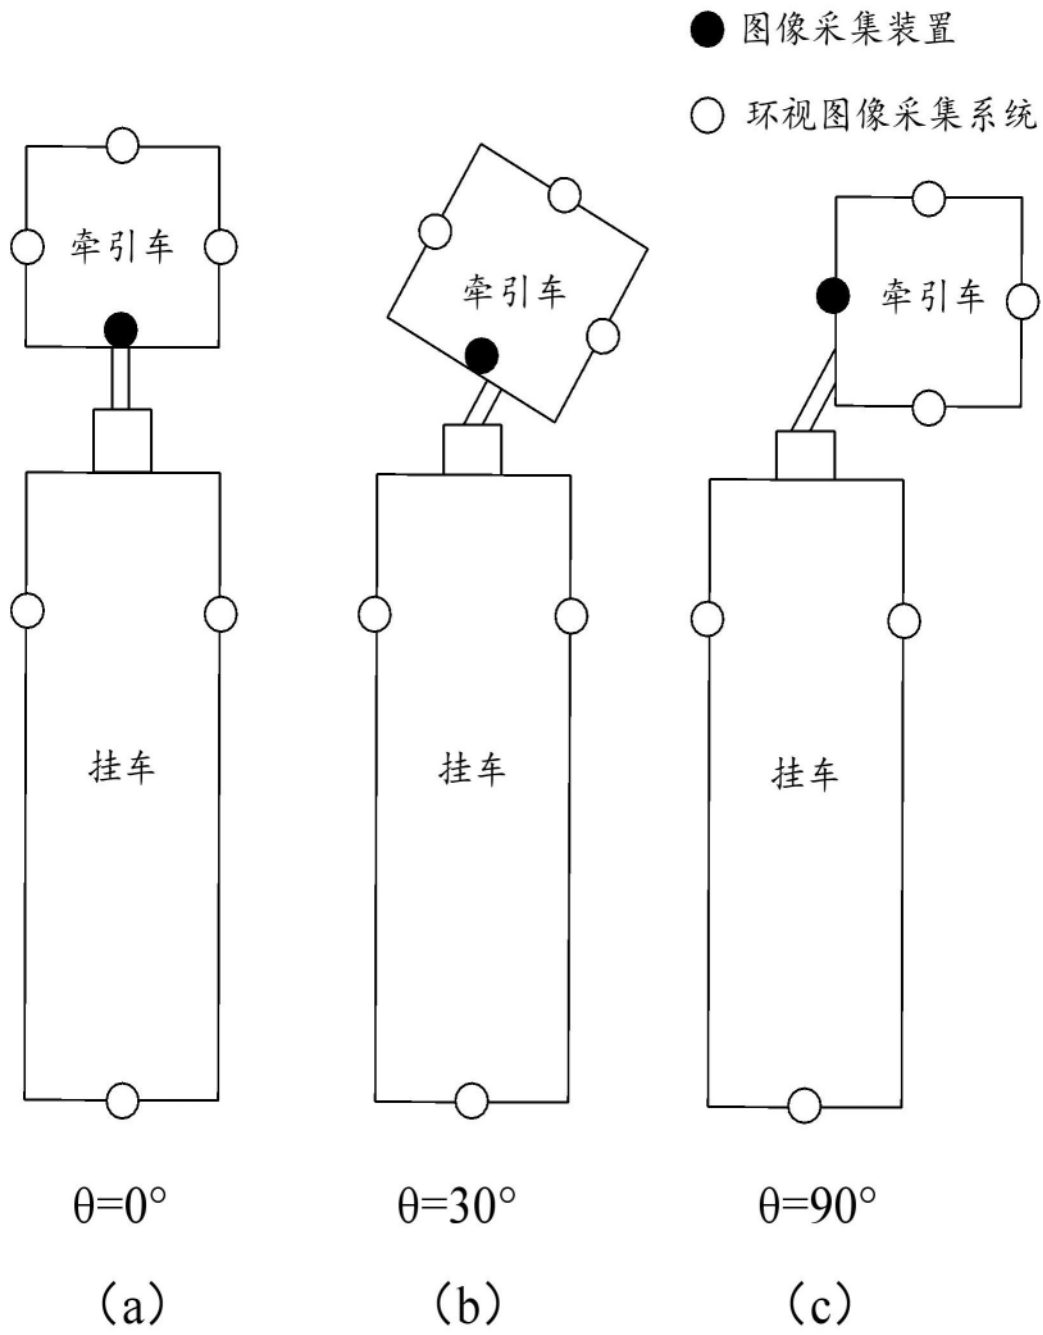 图像采集装置
环视图像采集系统
牵引车
牵引车
牵引车
挂车
挂车
挂车
θ=0°
θ=30°
θ=90°
(a)
(b)
(c)